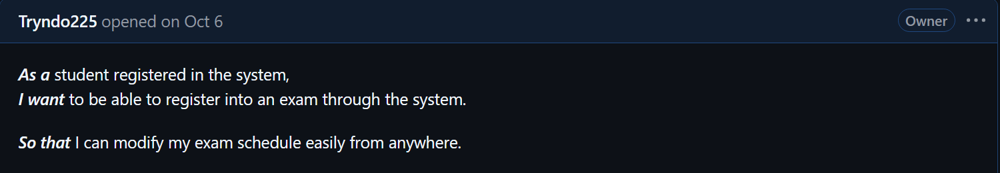 Tryndo225 opened on Oct 6
Owner
As a student registered in the system,
I want to be able to register into an exam through the system.
So that I can modify my exam schedule easily from anywhere.